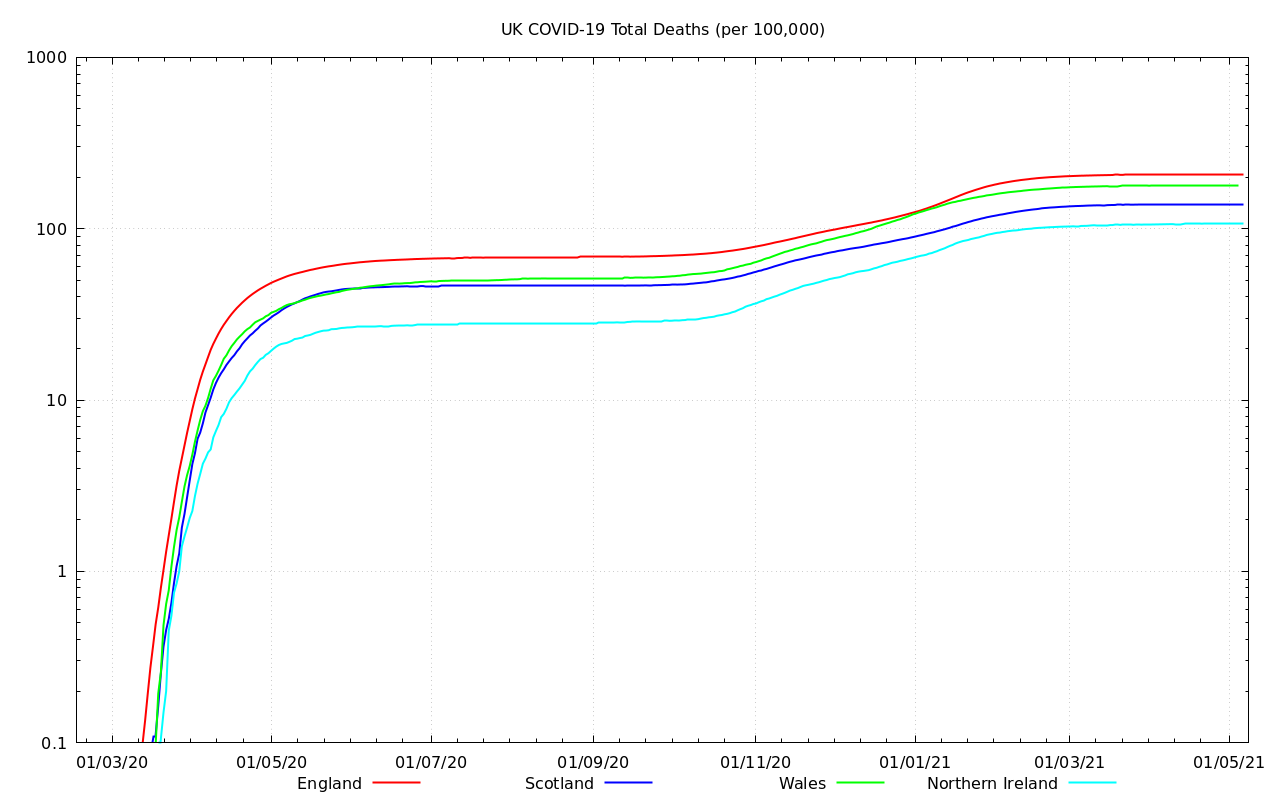 UK COVID-19 Total Deaths (per 100,000)
1000
100
10
1
0.1
01/03/20 01/05/20 01/07/20 01/09/20 01/11/20 01/01/21 01/03/21 01/05/21
England Scotland Wales Northern Ireland